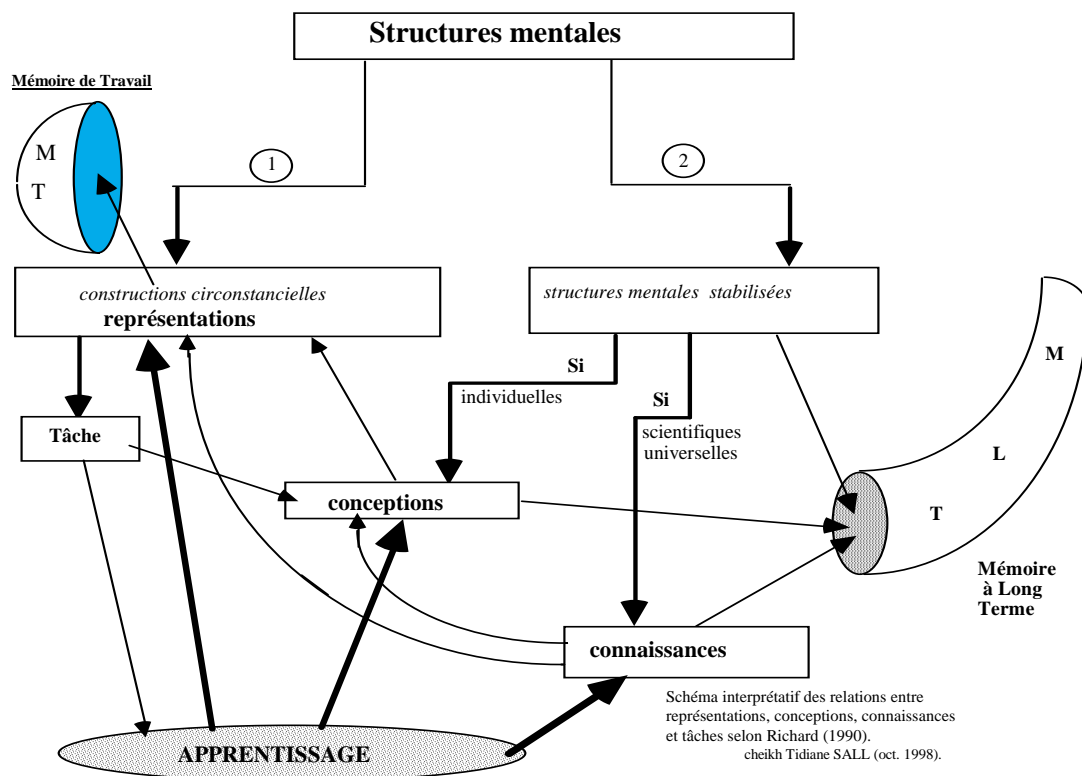 Structures mentales
Mémoire de Travail
M
T
1
2
constructions circonstancielles
représentations
structures mentales stabilisées
Si
individuelles
Si
scientifiques
universelles
Tâche
conceptions
M
L
T
Mémoire
à Long
Terme
connaissances
Schéma interprétatif des relations entre
représentations, conceptions, connaissances
et tâches selon Richard (1990).
cheikh Tidiane SALL (oct. 1998).
APPRENTISSAGE